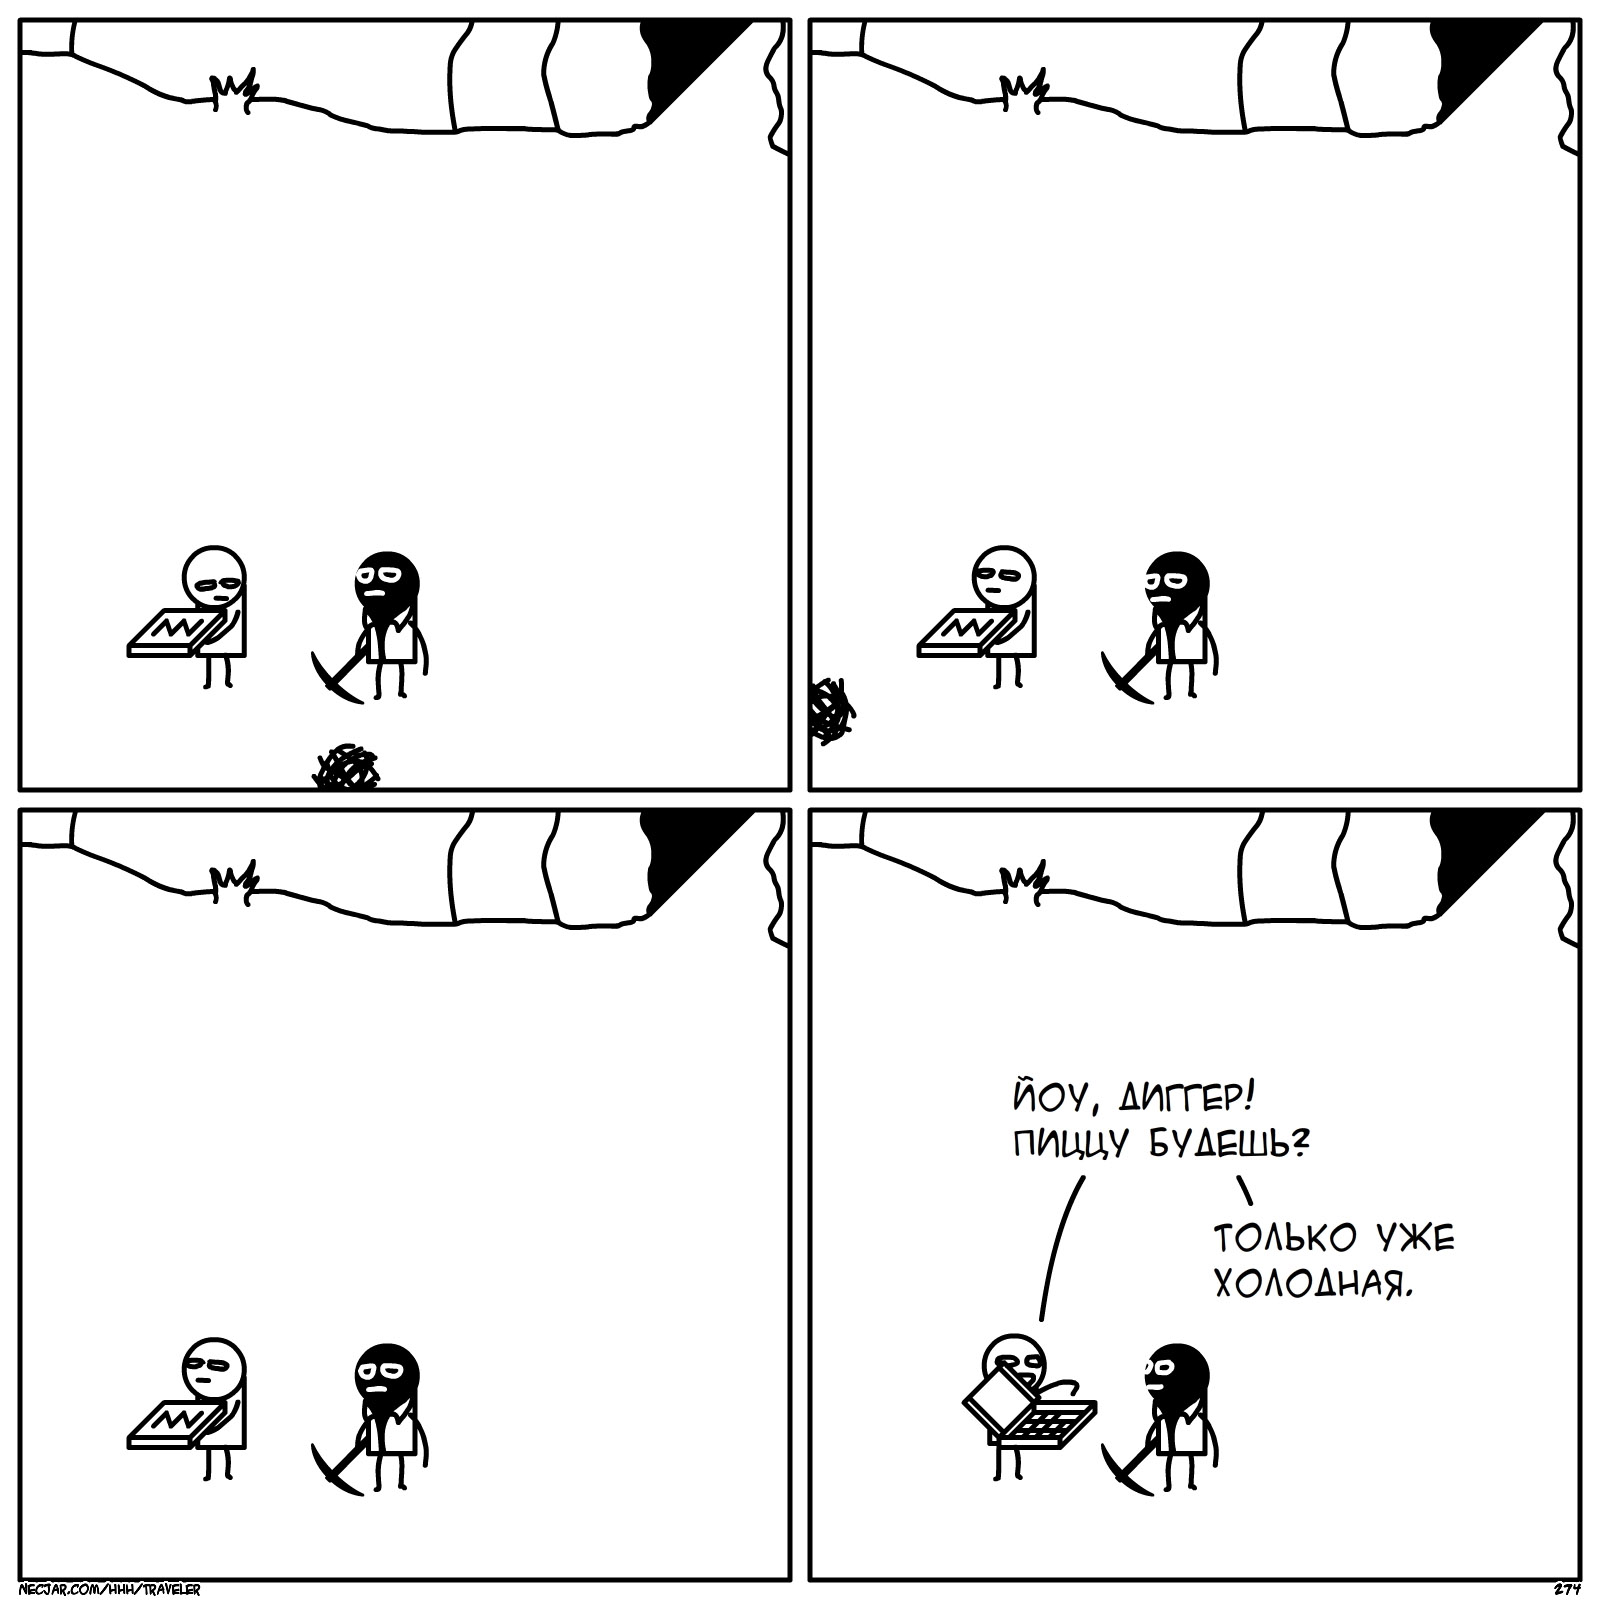 ЙОУ, ДИГГЕР!
ПИЦЦУ БУДЕШЬ?
ТОЛЬКО УЖЕ
ХОЛОДНАЯ.
NECJAR.COM/HHH/TRAVELER
274